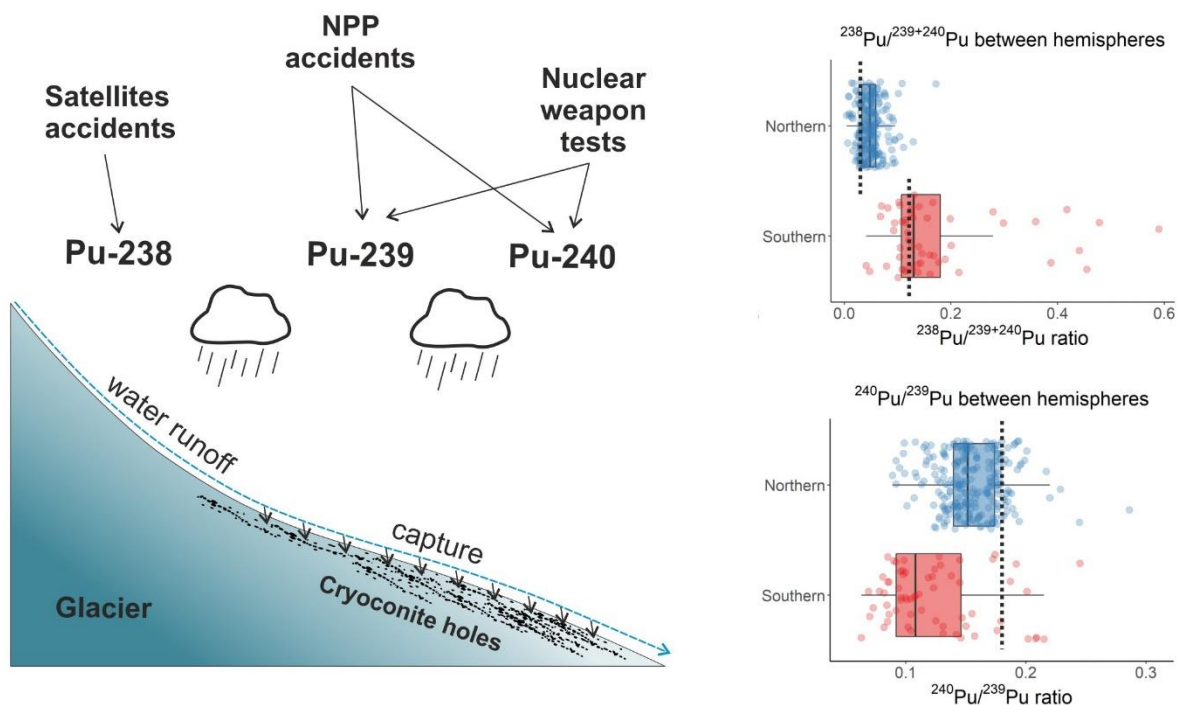 NPP
accidents
Satellites
accidents
Nuclear
weapon
tests
Pu-238
Pu-239
Pu-240
water runoff
capture
Cryoconite holes
Glacier
²³⁸Pu/²³⁹⁺²⁴⁰Pu between hemispheres
Northern
Southern
0.0 0.2 0.4 0.6
²³⁸Pu/²³⁹⁺²⁴⁰Pu ratio
²⁴⁰Pu/²³⁹Pu between hemispheres
Northern
Southern
0.1 0.2 0.3
²⁴⁰Pu/²³⁹Pu ratio